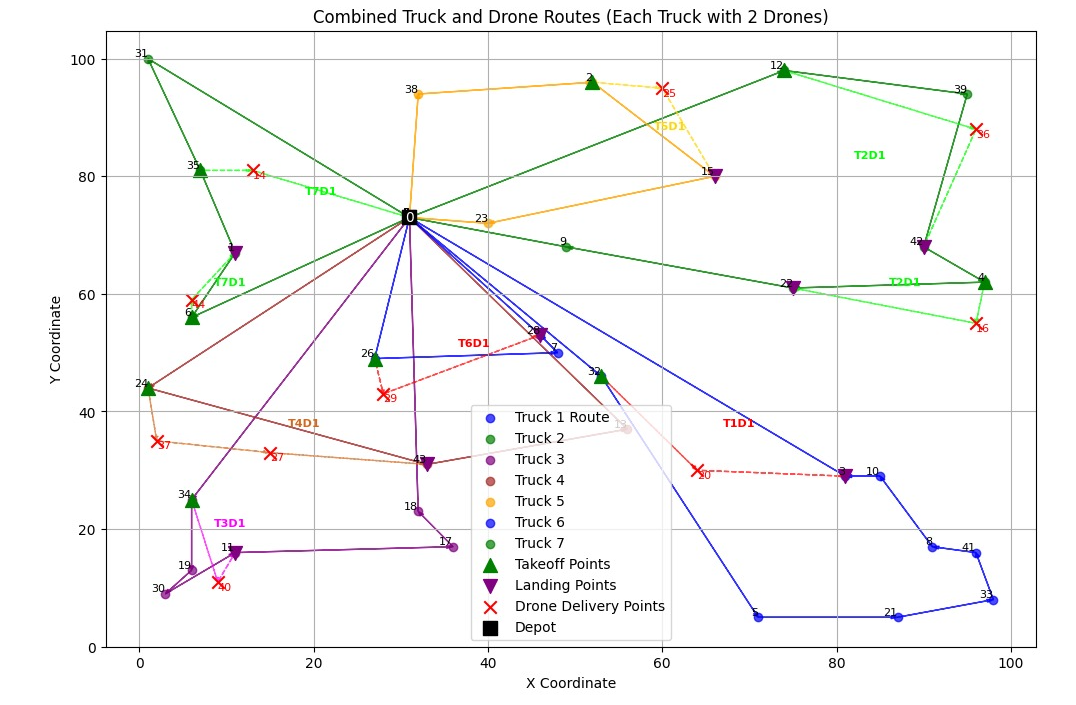 Combined Truck and Drone Routes (Each Truck with 2 Drones)
100
80
60
40
20
0
0
20
40
60
80
100
Y Coordinate
X Coordinate
31
38
2
25
12
39
36
T5D1
T2D1
35
14
T7D1
15
0
23
9
42
1
T7D1
44
6
22
4
T2D1
16
26
28
7
T6D1
29
32
24
T4D1
37
27
43
13
T1D1
20
3
10
34
T3D1
11
19
30
40
18
17
8
41
33
5
21
Truck 1 Route
Truck 2
Truck 3
Truck 4
Truck 5
Truck 6
Truck 7
Takeoff Points
Landing Points
Drone Delivery Points
Depot